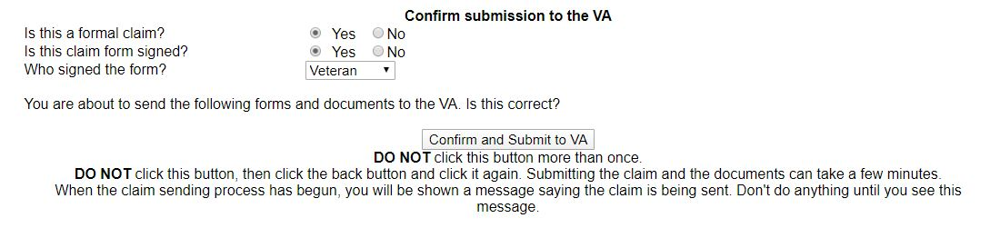 Confirm submission to the VA
Is this a formal claim? Yes No
Is this claim form signed? Yes No
Who signed the form? Veteran
You are about to send the following forms and documents to the VA. Is this correct?
Confirm and Submit to VA
DO NOT click this button more than once.
DO NOT click this button, then click the back button and click it again. Submitting the claim and the documents can take a few minutes.
When the claim sending process has begun, you will be shown a message saying the claim is being sent. Don't do anything until you see this
message.